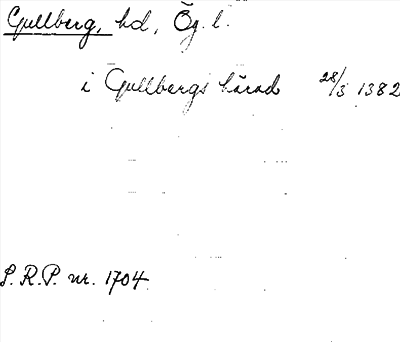 Gullberg, hd, Ög. l.
i Gullbergs härad 28/3 1382
S.R.P. nr. 1704.